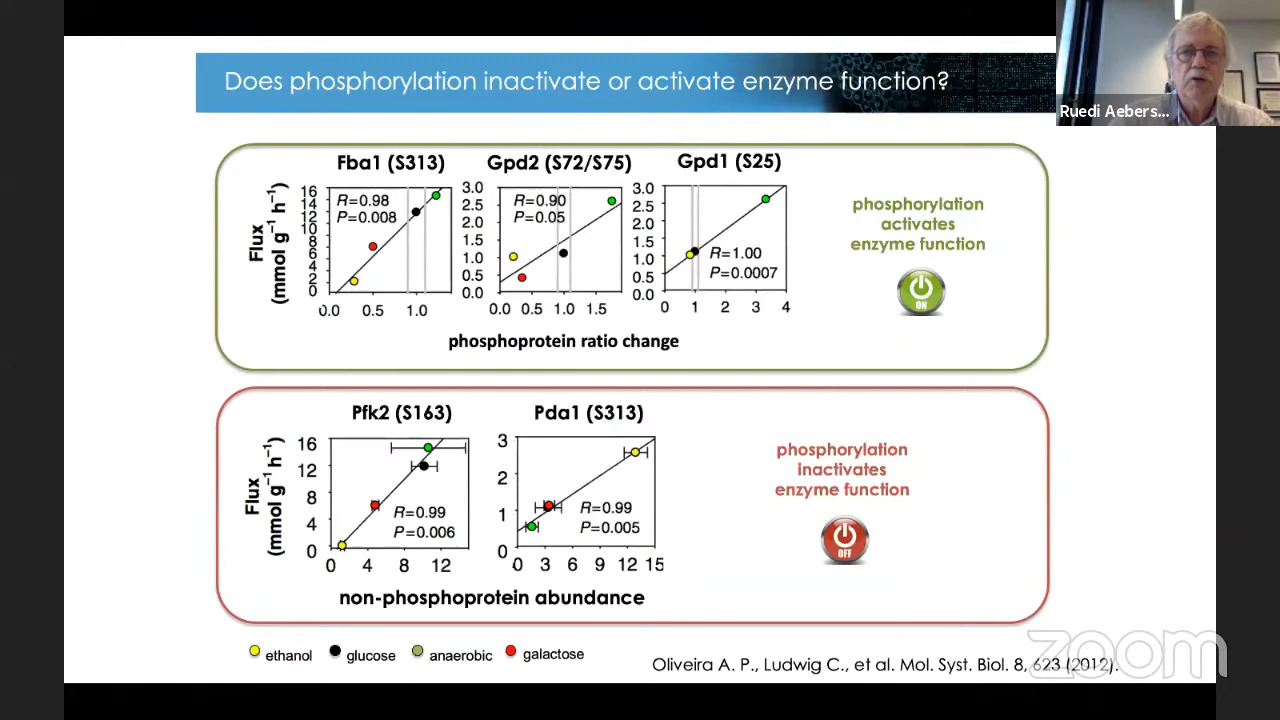 Does phosphorylation inactivate or activate enzyme function?
Ruedi Aebers...
Fba1 (S313)
Gpd2 (S72/S75)
Gpd1 (S25)
Flux
(mmol g⁻¹ h⁻¹)
16
14
12
10
8
6
4
2
0
R=0.98
P=0.008
0.0 0.5 1.0
3.0
2.5
2.0
1.5
1.0
0.5
0.0
R=0.90
P=0.05
0.0 0.5 1.0 1.5
3.0
2.5
2.0
1.5
1.0
0.5
0.0
R=1.00
P=0.0007
0 1 2 3 4
phosphoprotein ratio change
phosphorylation
activates
enzyme function
ON
Pfk2 (S163)
Pda1 (S313)
Flux
(mmol g⁻¹ h⁻¹)
16
12
8
4
0
R=0.99
P=0.006
0 4 8 12
3
2
1
0
R=0.99
P=0.005
0 3 6 9 12 15
non-phosphoprotein abundance
phosphorylation
inactivates
enzyme function
OFF
ethanol glucose anaerobic galactose
Oliveira A. P., Ludwig C., et al. Mol. Syst. Biol. 8, 623 (2012).
zoom